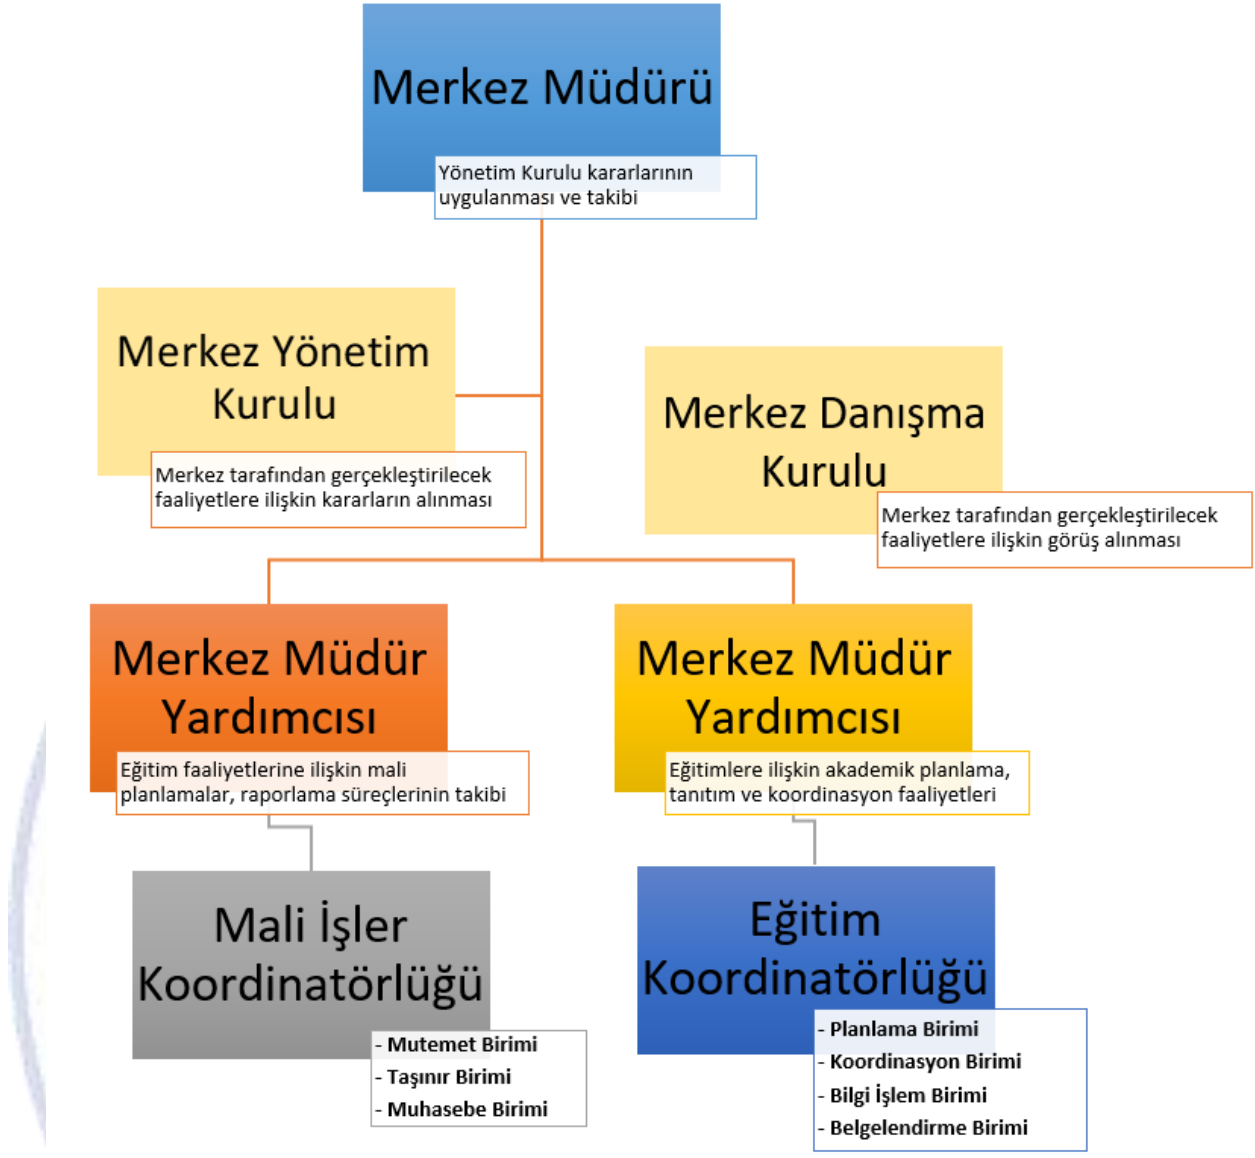 Merkez Müdürü
Yönetim Kurulu kararlarının
uygulanması ve takibi
Merkez Yönetim
Kurulu
Merkez tarafından gerçekleştirilecek
faaliyetlere ilişkin kararların alınması
Merkez Danışma
Kurulu
Merkez tarafından gerçekleştirilecek
faaliyetlere ilişkin görüş alınması
Merkez Müdür
Yardımcısı
Eğitim faaliyetlerine ilişkin mali
planlamalar, raporlama süreçlerinin takibi
Merkez Müdür
Yardımcısı
Eğitimlere ilişkin akademik planlama,
tanıtım ve koordinasyon faaliyetleri
Mali İşler
Koordinatörlüğü
- Mutemet Birimi
- Taşınır Birimi
- Muhasebe Birimi
Eğitim
Koordinatörlüğü
- Planlama Birimi
- Koordinasyon Birimi
- Bilgi İşlem Birimi
- Belgelendirme Birimi